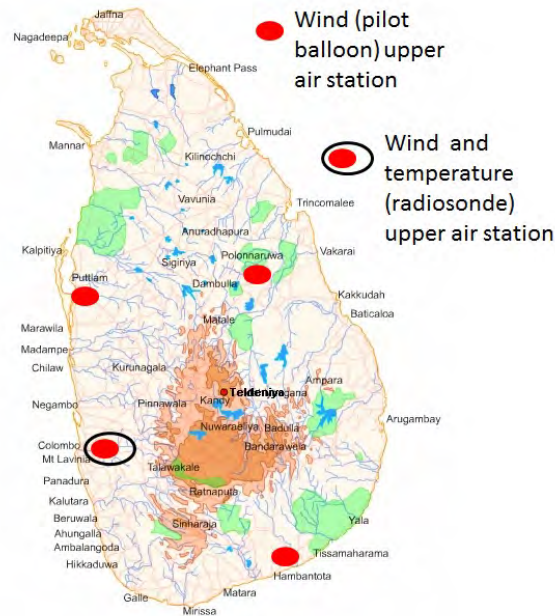 Jaffna
Nagadeepa
Elephant Pass
Wind (pilot
balloon) upper
air station
Pulmudai
Mannar
Kilinochchi
Wind and
temperature
(radiosonde)
upper air station
Vavunia
Trincomalee
Anuradhapura
Kalpitiya
Polonnaruwa
Vakarai
Sigiriya
Puttlam
Dambulla
Kakkudah
Matale
Batticaloa
Marawila
Madampe
Kurunagala
Chilaw
Ampara
Teldeniya
Negambo
Pinnawala
Kandy
Arugambay
Nuwaraeliya
Badulla
Colombo
Bandarawela
Mt Lavinia
Talawakale
Panadura
Ratnaputa
Kalutara
Yala
Beruwala
Sinharaja
Ahungalla
Ambalangoda
Tissamaharama
Hikkaduwa
Hambantota
Galle
Matara
Mirissa